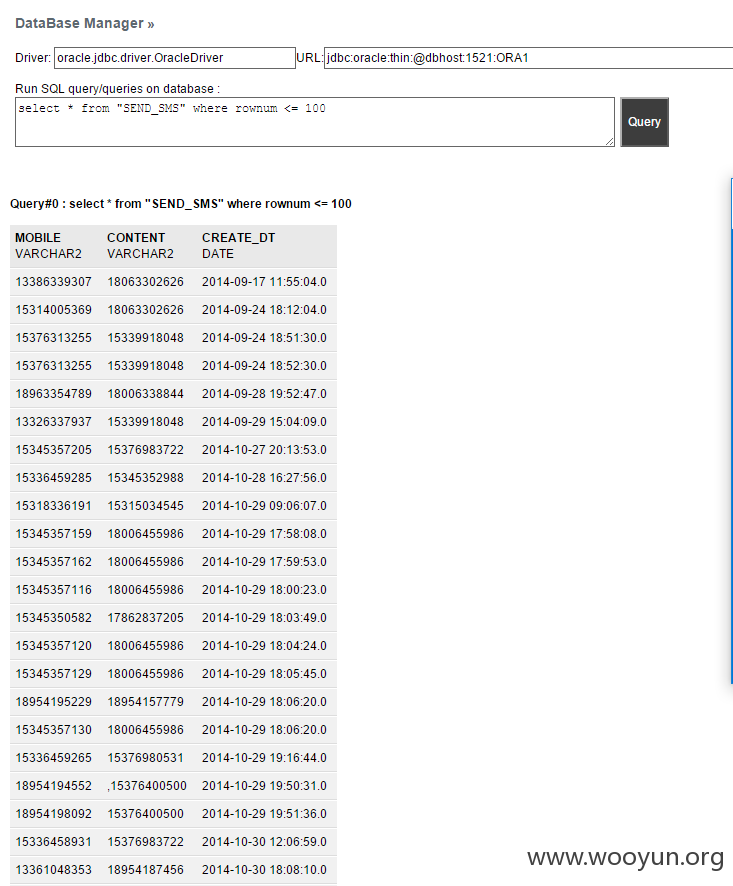 DataBase Manager »
Driver: oracle.jdbc.driver.OracleDriver URL: jdbc:oracle:thin:@dbhost:1521:ORA1
Run SQL query/queries on database :
select * from "SEND_SMS" where rownum <= 100
Query
Query#0 : select * from "SEND_SMS" where rownum <= 100
MOBILE CONTENT CREATE_DT
VARCHAR2 VARCHAR2 DATE
13386339307 18063302626 2014-09-17 11:55:04.0
15314005369 18063302626 2014-09-24 18:12:04.0
15376313255 15339918048 2014-09-24 18:51:30.0
15376313255 15339918048 2014-09-24 18:52:30.0
18963354789 18006338844 2014-09-28 19:52:47.0
13326337937 15339918048 2014-09-29 15:04:09.0
15345357205 15376983722 2014-10-27 20:13:53.0
15336459285 15345352988 2014-10-28 16:27:56.0
15318336191 15315034545 2014-10-29 09:06:07.0
15345357159 18006455986 2014-10-29 17:58:08.0
15345357162 18006455986 2014-10-29 17:59:53.0
15345357116 18006455986 2014-10-29 18:00:23.0
15345350582 17862837205 2014-10-29 18:03:49.0
15345357120 18006455986 2014-10-29 18:04:24.0
15345357129 18006455986 2014-10-29 18:05:45.0
18954195229 18954157779 2014-10-29 18:06:20.0
15345357130 18006455986 2014-10-29 18:06:20.0
15336459265 15376980531 2014-10-29 19:16:44.0
18954194552 ,15376400500 2014-10-29 19:50:31.0
18954198092 15376400500 2014-10-29 19:51:36.0
15336458931 15376983722 2014-10-30 12:06:59.0
13361048353 18954187456 2014-10-30 18:08:10.0
www.wooyun.org